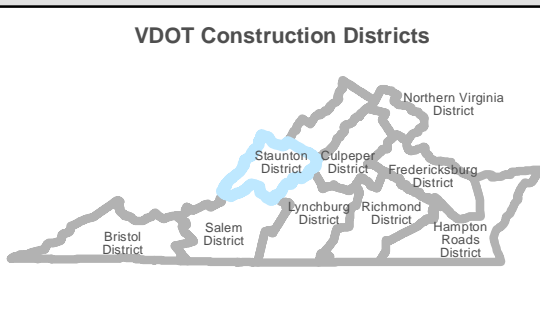 VDOT Construction Districts
Northern Virginia
District
Staunton
District
Culpeper
District
Fredericksburg
District
Lynchburg
District
Richmond
District
Salem
District
Bristol
District
Hampton
Roads
District